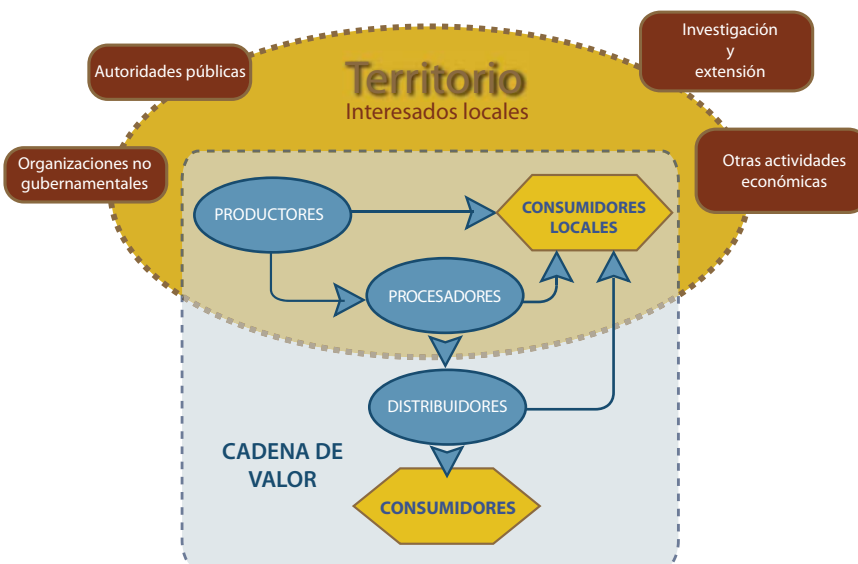 Autoridades públicas
Investigación
y
extensión
Territorio
Interesados locales
Organizaciones no
gubernamentales
Otras actividades
económicas
PRODUCTORES
CONSUMIDORES
LOCALES
PROCESADORES
DISTRIBUIDORES
CADENA DE
VALOR
CONSUMIDORES